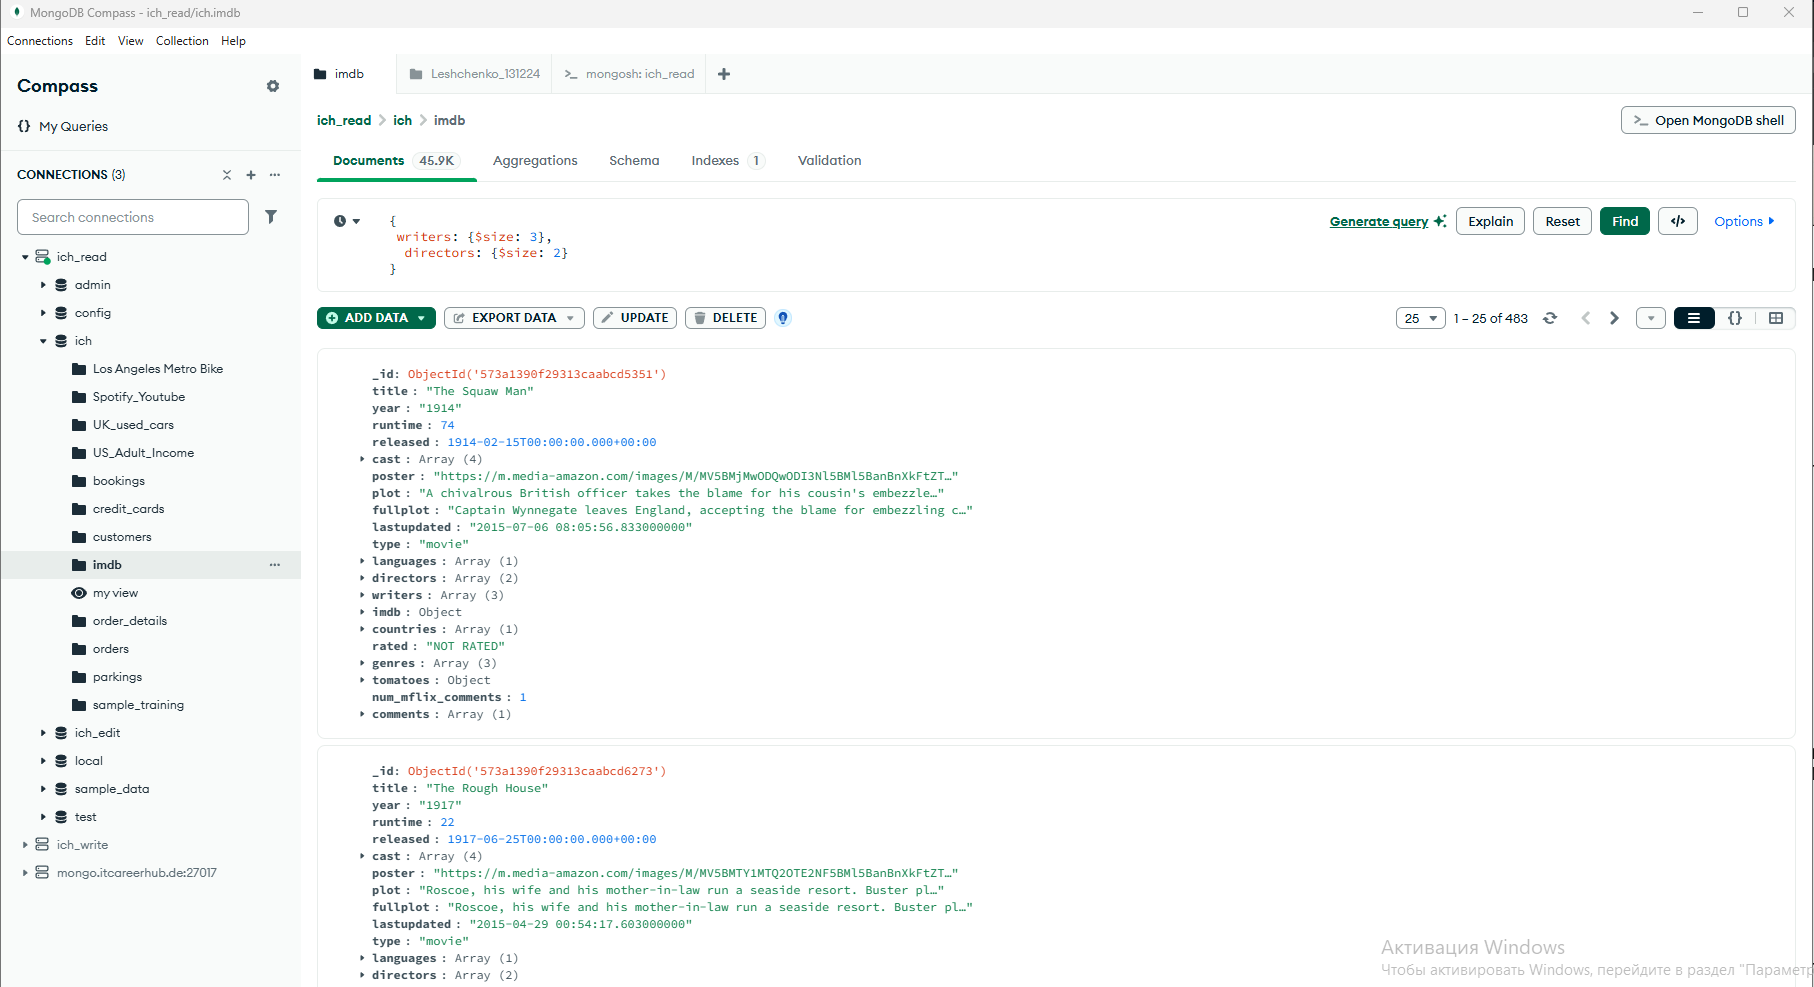 MongoDB Compass - ich_read/ich.imdb
Connections Edit View Collection Help
Compass
{} My Queries
CONNECTIONS (3)
Search connections
ich_read
admin
config
ich
Los Angeles Metro Bike
Spotify_Youtube
UK_used_cars
US_Adult_Income
bookings
credit_cards
customers
imdb
my view
order_details
orders
parkings
sample_training
ich_edit
local
sample_data
test
ich_write
mongo.itcareerhub.de:27017
imdb Leshchenko_131224 >_ mongosh: ich_read +
ich_read > ich > imdb
>_ Open MongoDB shell
Documents 45.9K Aggregations Schema Indexes 1 Validation
{
writers: {$size: 3},
directors: {$size: 2}
}
Generate query Explain Reset Find </> Options
ADD DATA EXPORT DATA UPDATE DELETE
25 1 – 25 of 483 {}
_id: ObjectId('573a1390f29313caabcd5351')
title : "The Squaw Man"
year : "1914"
runtime : 74
released : 1914-02-15T00:00:00.000+00:00
cast : Array (4)
poster : "https://m.media-amazon.com/images/M/MV5BMjMwODQwODI3Nl5BMl5BanBnXkFtZT…"
plot : "A chivalrous British officer takes the blame for his cousin's embezzle…"
fullplot : "Captain Wynnegate leaves England, accepting the blame for embezzling c…"
lastupdated : "2015-07-06 08:05:56.833000000"
type : "movie"
languages : Array (1)
directors : Array (2)
writers : Array (3)
imdb : Object
countries : Array (1)
rated : "NOT RATED"
genres : Array (3)
tomatoes : Object
num_mflix_comments : 1
comments : Array (1)
_id: ObjectId('573a1390f29313caabcd6273')
title : "The Rough House"
year : "1917"
runtime : 22
released : 1917-06-25T00:00:00.000+00:00
cast : Array (4)
poster : "https://m.media-amazon.com/images/M/MV5BMTY1MTQ2OTE2NF5BMl5BanBnXkFtZT…"
plot : "Roscoe, his wife and his mother-in-law run a seaside resort. Buster pl…"
fullplot : "Roscoe, his wife and his mother-in-law run a seaside resort. Buster pl…"
lastupdated : "2015-04-29 00:54:17.603000000"
type : "movie"
languages : Array (1)
directors : Array (2)
Активация Windows
Чтобы активировать Windows, перейдите в раздел "Параметр